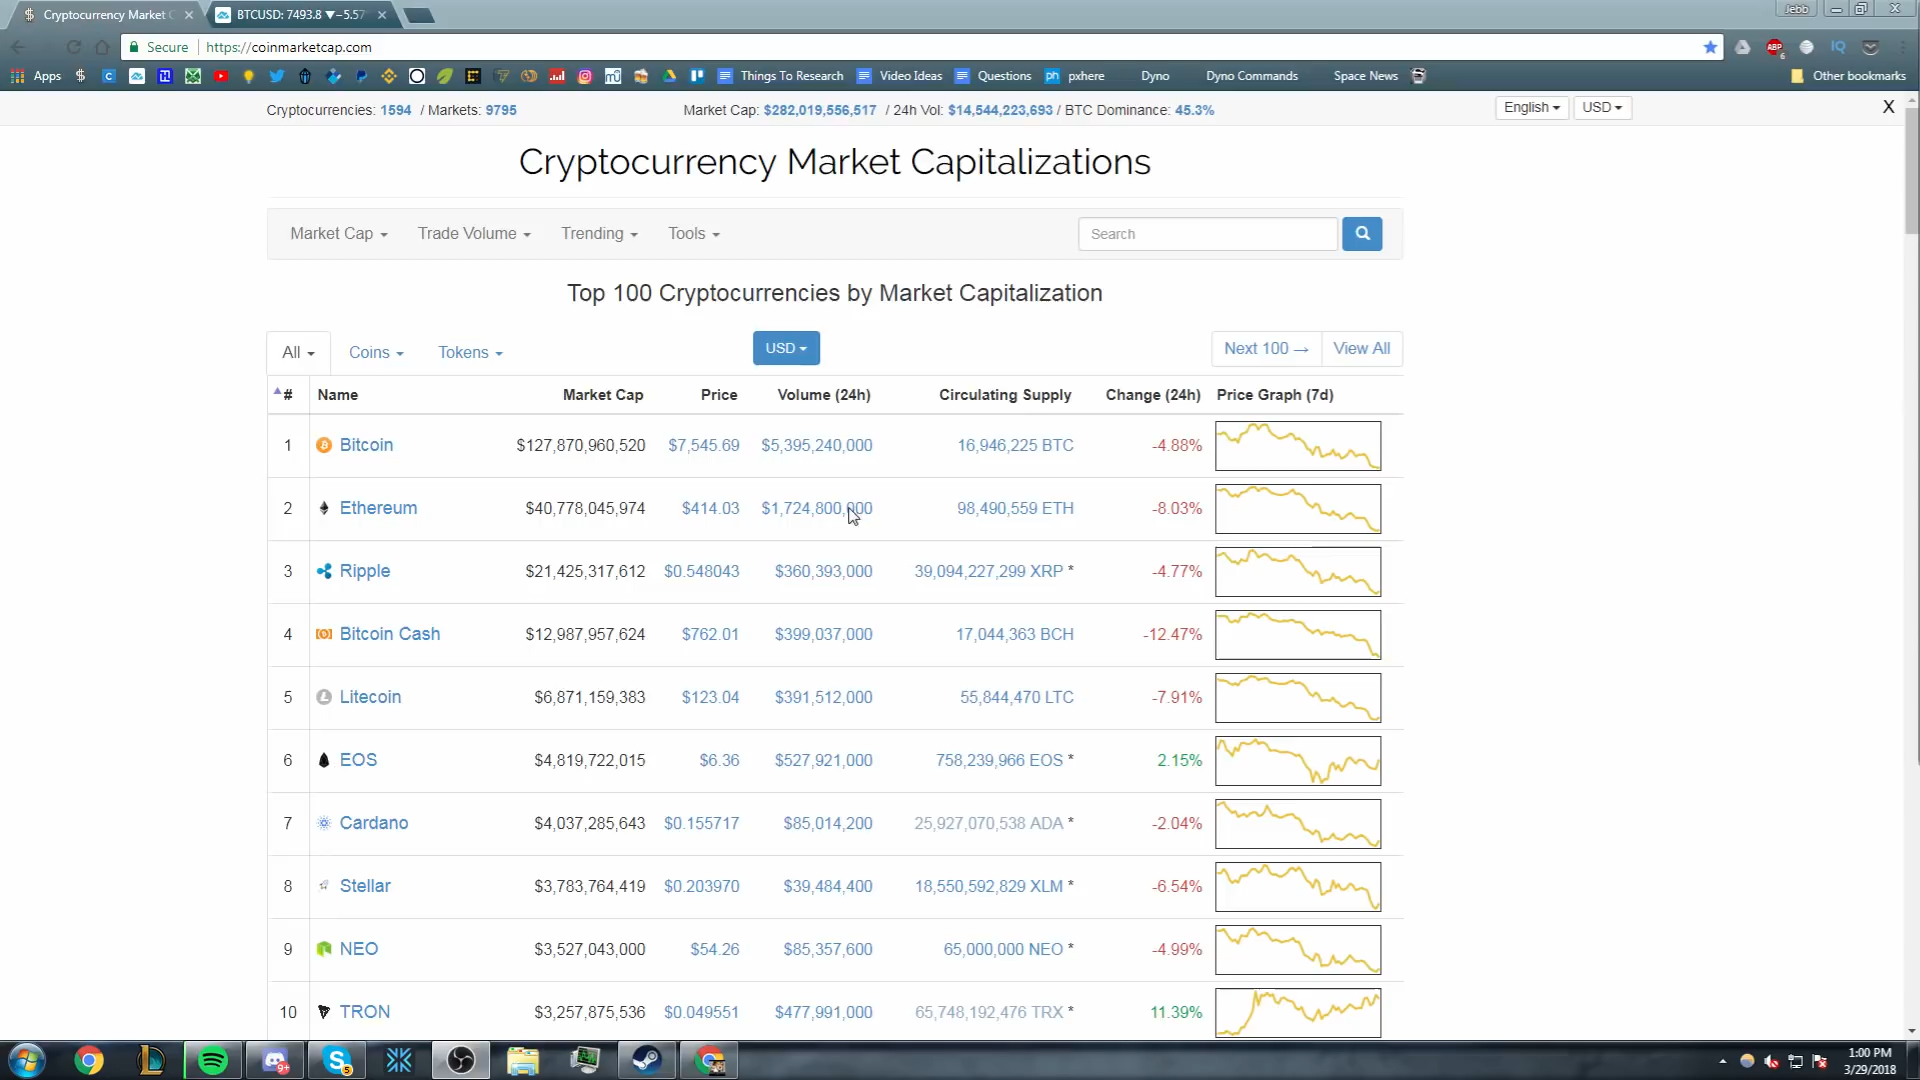 Cryptocurrency Market C
BTCUSD: 7493.8 ▼−5.57
Jebb
Secure
https://coinmarketcap.com
Apps
Things To Research
Video Ideas
Questions
ph pxhere
Dyno
Dyno Commands
Space News
Other bookmarks
Cryptocurrencies: 1594 / Markets: 9795
Market Cap: $282,019,556,517 / 24h Vol: $14,544,223,693 / BTC Dominance: 45.3%
English
USD
X
Cryptocurrency Market Capitalizations
Market Cap
Trade Volume
Trending
Tools
Search
Top 100 Cryptocurrencies by Market Capitalization
All
Coins
Tokens
USD
Next 100 →
View All
# Name Market Cap Price Volume (24h) Circulating Supply Change (24h) Price Graph (7d)
1 Bitcoin $127,870,960,520 $7,545.69 $5,395,240,000 16,946,225 BTC -4.88%
2 Ethereum $40,778,045,974 $414.03 $1,724,800,000 98,490,559 ETH -8.03%
3 Ripple $21,425,317,612 $0.548043 $360,393,000 39,094,227,299 XRP * -4.77%
4 Bitcoin Cash $12,987,957,624 $762.01 $399,037,000 17,044,363 BCH -12.47%
5 Litecoin $6,871,159,383 $123.04 $391,512,000 55,844,470 LTC -7.91%
6 EOS $4,819,722,015 $6.36 $527,921,000 758,239,966 EOS * 2.15%
7 Cardano $4,037,285,643 $0.155717 $85,014,200 25,927,070,538 ADA * -2.04%
8 Stellar $3,783,764,419 $0.203970 $39,484,400 18,550,592,829 XLM * -6.54%
9 NEO $3,527,043,000 $54.26 $85,357,600 65,000,000 NEO * -4.99%
10 TRON $3,257,875,536 $0.049551 $477,991,000 65,748,192,476 TRX * 11.39%
1:00 PM
3/29/2018